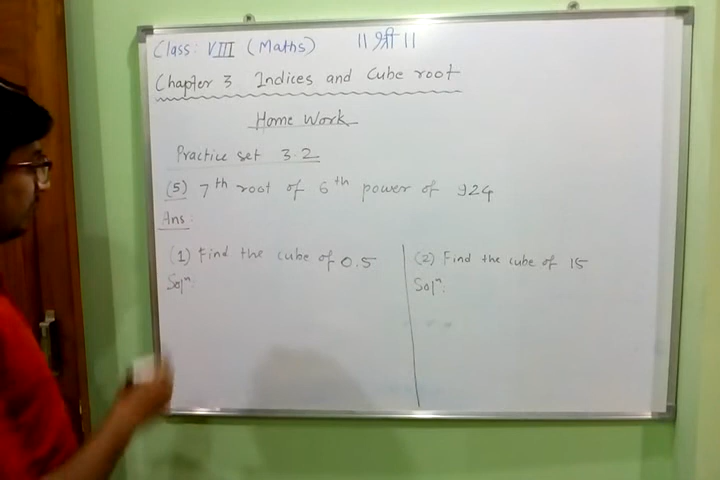 Class: VIII (Maths) || श्री ||
Chapter 3 Indices and Cube root
Home Work
Practice set 3.2
(5) 7th root of 6th power of 924
Ans.
(1) Find the cube of 0.5
Solⁿ:
(2) Find the cube of 15
Solⁿ: